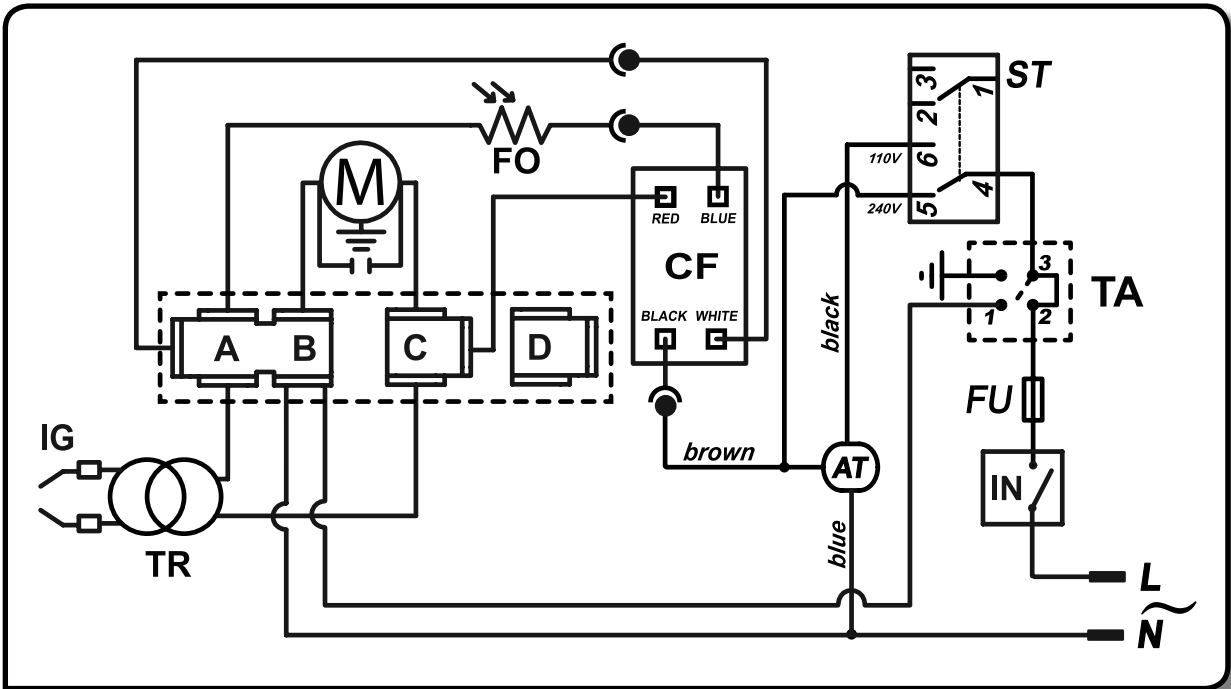 ST
3
1
2
FO
110V
6
M
4
240V
5
RED
BLUE
CF
3
TA
BLACK
WHITE
1
2
A
B
C
D
black
FU
IG
brown
AT
IN
blue
TR
L
~
N